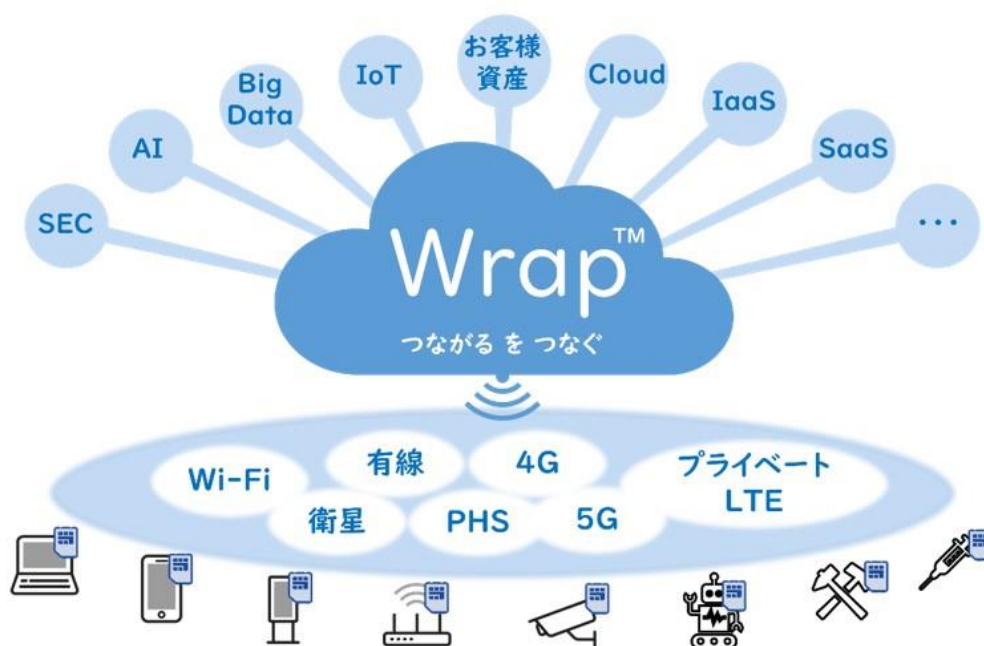 SEC
AI
Big
Data
IoT
お客様
資産
Cloud
IaaS
SaaS
・・・
Wrap™
つながる を つなぐ
Wi-Fi
有線
4G
プライベート
LTE
衛星
PHS
5G